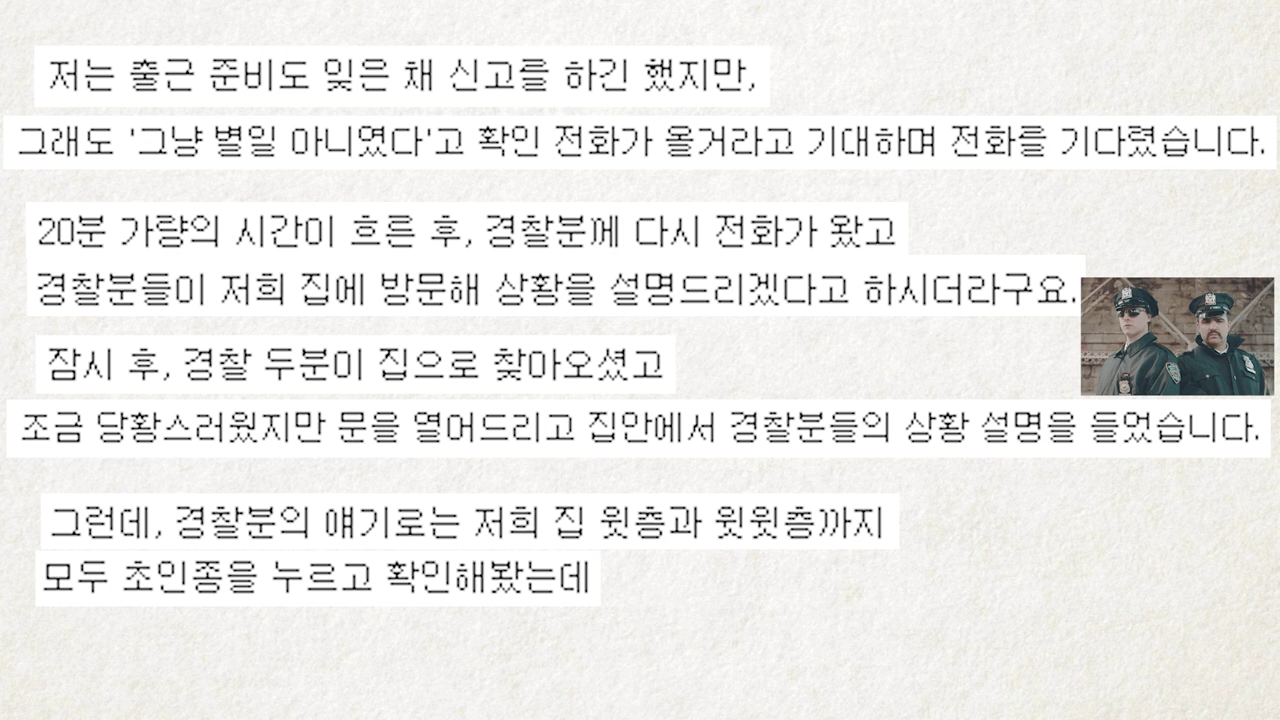 저는 출근 준비도 잊은 채 신고를 하긴 했지만,
그래도 '그냥 별일 아니였다'고 확인 전화가 올거라고 기대하며 전화를 기다렸습니다.
20분 가량의 시간이 흐른 후, 경찰분께 다시 전화가 왔고
경찰분들이 저희 집에 방문해 상황을 설명드리겠다고 하시더라구요.
잠시 후, 경찰 두분이 집으로 찾아오셨고
조금 당황스러웠지만 문을 열어드리고 집안에서 경찰분들의 상황 설명을 들었습니다.
그런데, 경찰분의 얘기로는 저희 집 윗층과 윗윗층까지
모두 초인종을 누르고 확인해봤는데